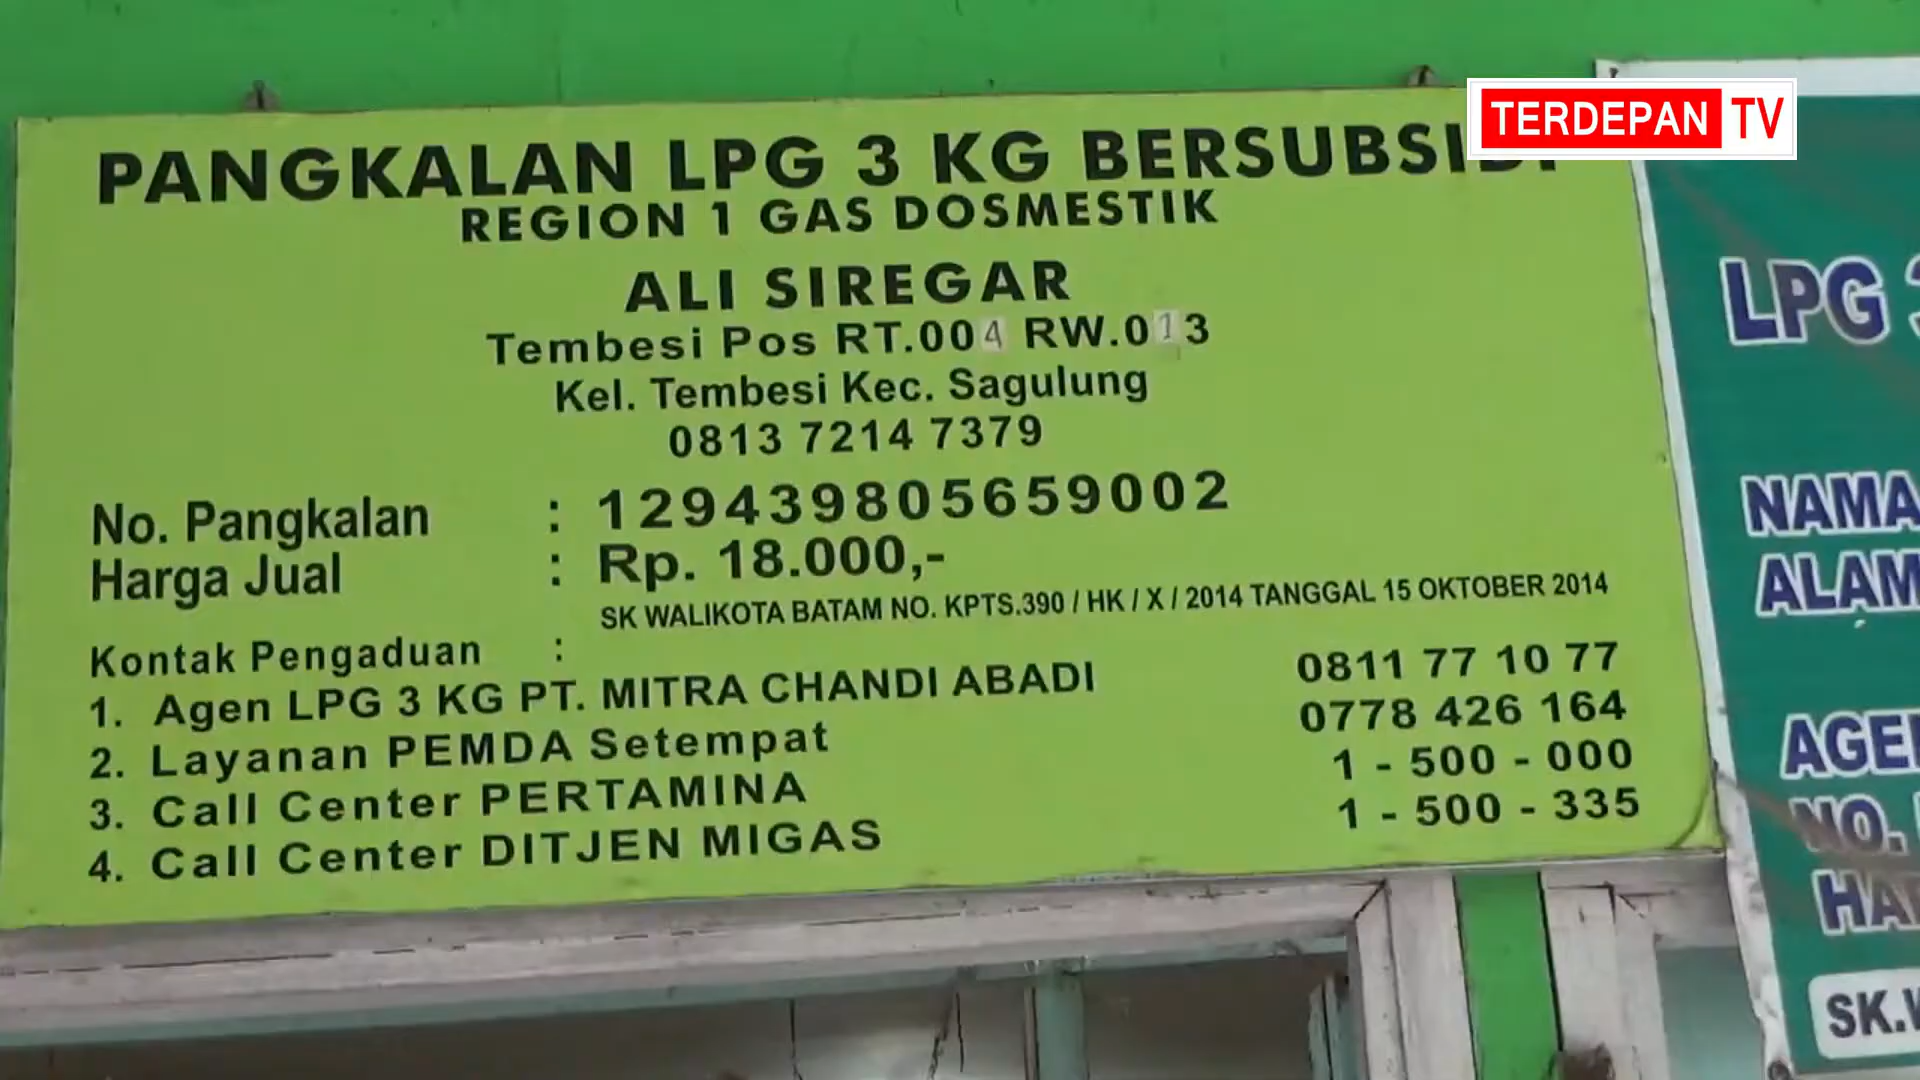 TERDEPAN TV
PANGKALAN LPG 3 KG BERSUBSIDI
REGION 1 GAS DOSMESTIK
ALI SIREGAR
Tembesi Pos RT.004 RW.013
Kel. Tembesi Kec. Sagulung
0813 7214 7379
No. Pangkalan : 129439805659002
Harga Jual : Rp. 18.000,-
SK WALIKOTA BATAM NO. KPTS.390 / HK / X / 2014 TANGGAL 15 OKTOBER 2014
Kontak Pengaduan :
1. Agen LPG 3 KG PT. MITRA CHANDI ABADI 0811 77 10 77
2. Layanan PEMDA Setempat 0778 426 164
3. Call Center PERTAMINA 1 - 500 - 000
4. Call Center DITJEN MIGAS 1 - 500 - 335
LPG 3
NAMA
ALAM
AGE
NO.
HA
SK.W